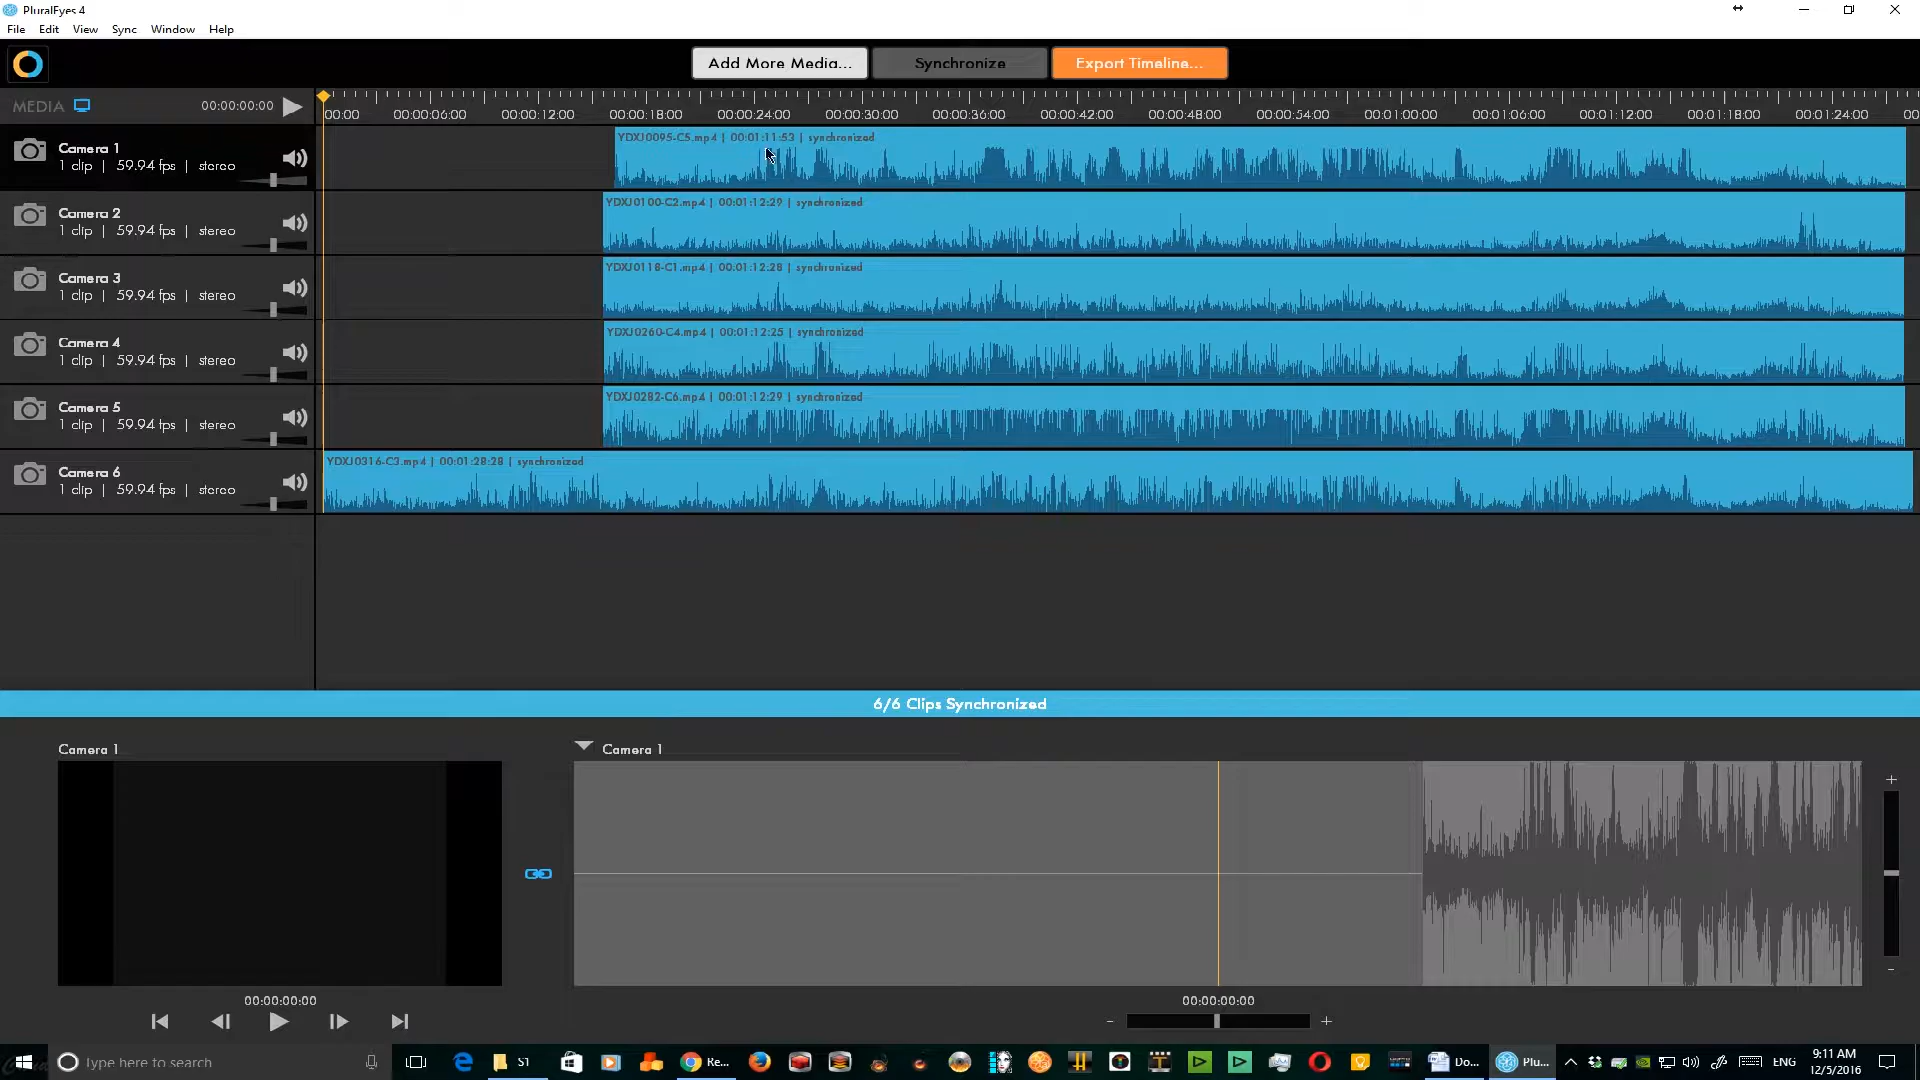 PluralEyes 4
File Edit View Sync Window Help
Add More Media... Synchronize Export Timeline...
MEDIA 00:00:00:00
00:00 00:00:06:00 00:00:12:00 00:00:18:00 00:00:24:00 00:00:30:00 00:00:36:00 00:00:42:00 00:00:48:00 00:00:54:00 00:01:00:00 00:01:06:00 00:01:12:00 00:01:18:00 00:01:24:00 00
YDXJ0095-C5.mp4 | 00:01:11:53 | synchronized
Camera 1
1 clip | 59.94 fps | stereo
YDXJ0100-C2.mp4 | 00:01:12:29 | synchronized
Camera 2
1 clip | 59.94 fps | stereo
YDXJ0118-C1.mp4 | 00:01:12:28 | synchronized
Camera 3
1 clip | 59.94 fps | stereo
YDXJ0260-C4.mp4 | 00:01:12:25 | synchronized
Camera 4
1 clip | 59.94 fps | stereo
YDXJ0282-C6.mp4 | 00:01:12:29 | synchronized
Camera 5
1 clip | 59.94 fps | stereo
YDXJ0316-C3.mp4 | 00:01:28:28 | synchronized
Camera 6
1 clip | 59.94 fps | stereo
6/6 Clips Synchronized
Camera 1 Camera 1
00:00:00:00 00:00:00:00
Type here to search S1 Re... Do... Plu... ENG 9:11 AM
12/5/2016